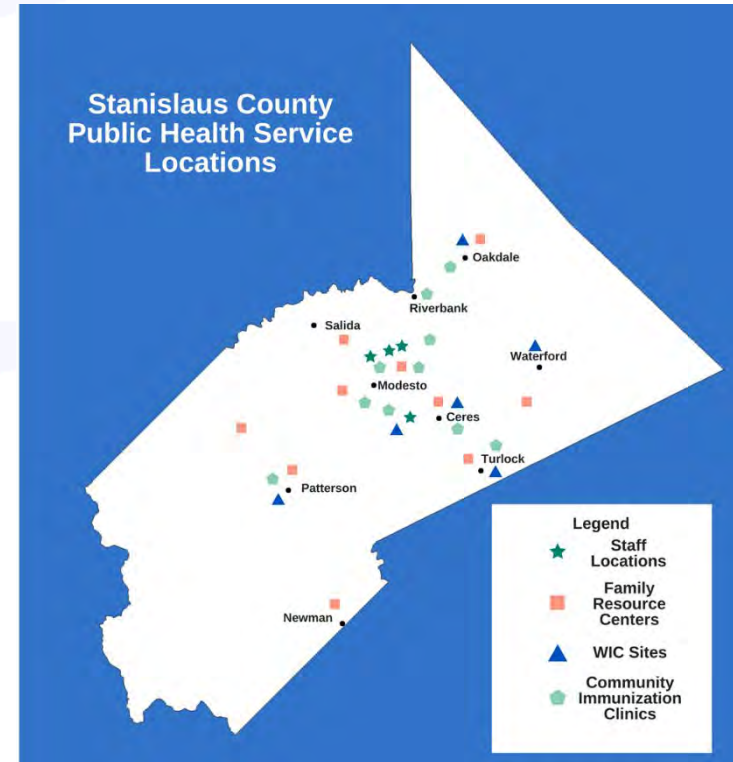 Stanislaus County
Public Health Service
Locations
Oakdale
Riverbank
Salida
Waterford
Modesto
Ceres
Turlock
Patterson
Newman
Legend
Staff
Locations
Family
Resource
Centers
WIC Sites
Community
Immunization
Clinics